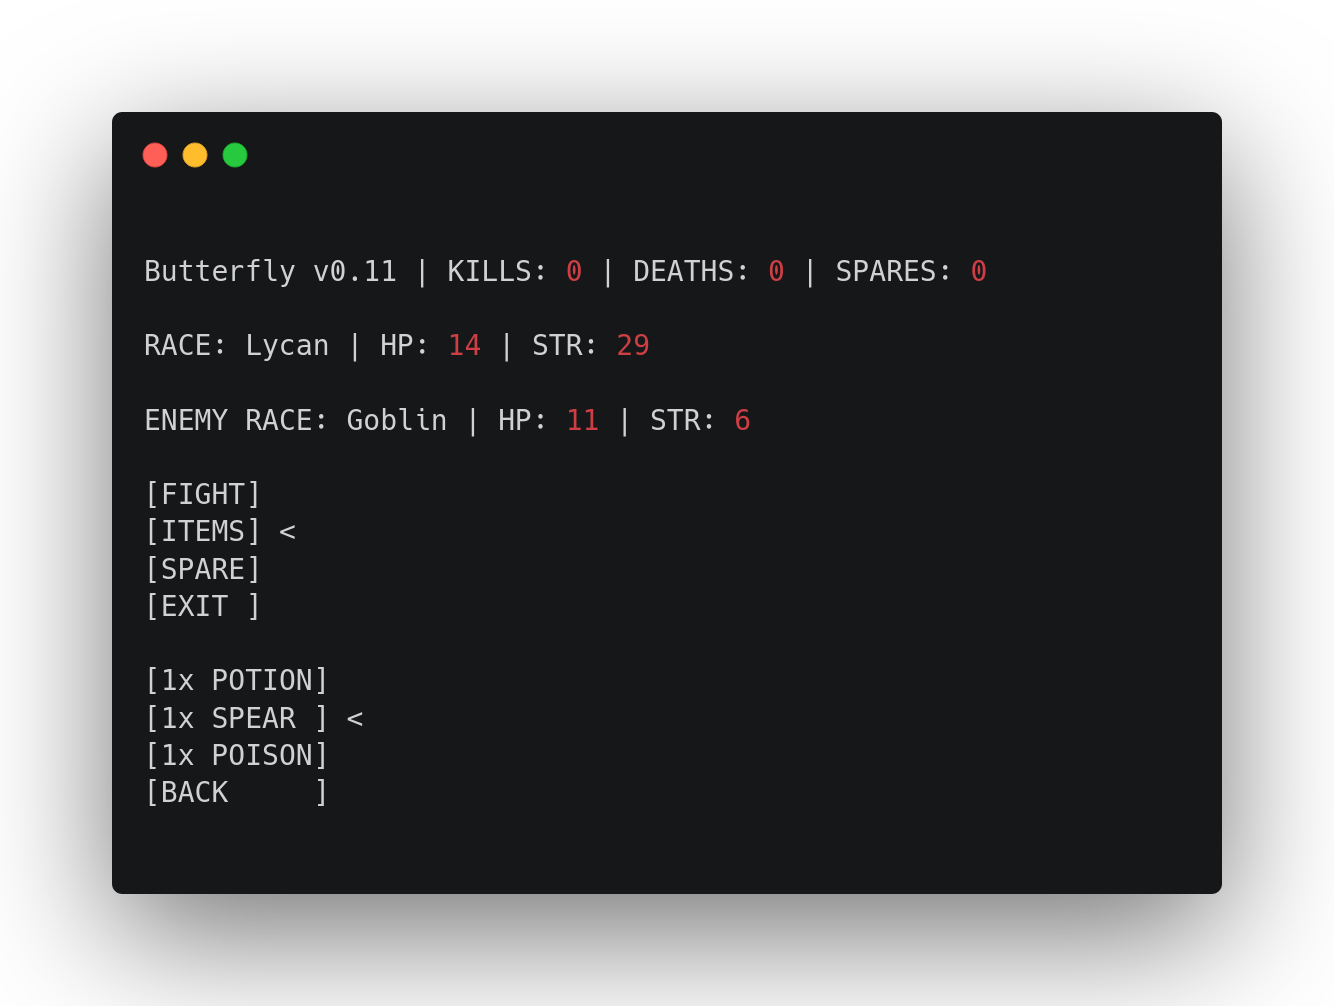 Butterfly v0.11 | KILLS: 0 | DEATHS: 0 | SPARES: 0
RACE: Lycan | HP: 14 | STR: 29
ENEMY RACE: Goblin | HP: 11 | STR: 6
[FIGHT]
[ITEMS] <
[SPARE]
[EXIT ]
[1x POTION]
[1x SPEAR ] <
[1x POISON]
[BACK     ]